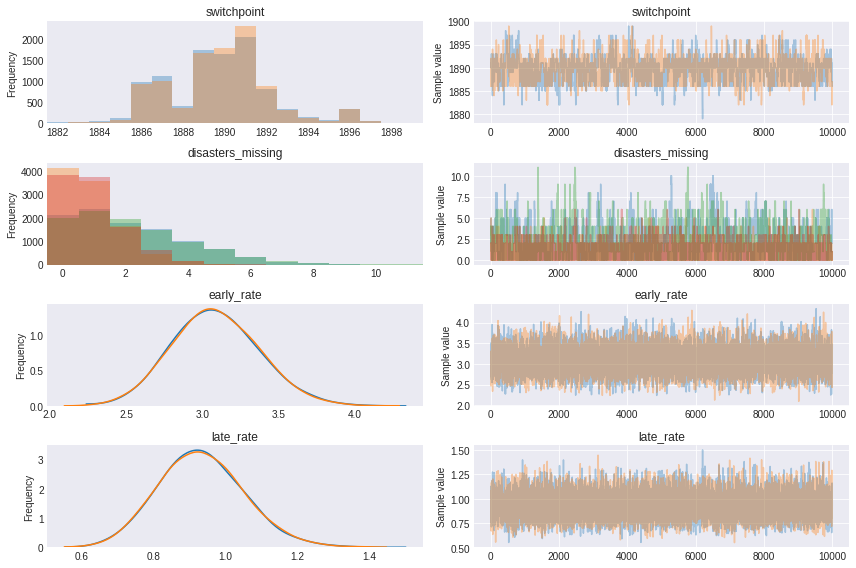 switchpoint
Frequency
2000
1500
1000
500
0
1882 1884 1886 1888 1890 1892 1894 1896 1898
switchpoint
Sample value
1900
1895
1890
1885
1880
0 2000 4000 6000 8000 10000
disasters_missing
Frequency
4000
3000
2000
1000
0
0 2 4 6 8 10
disasters_missing
Sample value
10.0
7.5
5.0
2.5
0.0
0 2000 4000 6000 8000 10000
early_rate
Frequency
1.0
0.5
0.0
2.0 2.5 3.0 3.5 4.0
early_rate
Sample value
4.0
3.5
3.0
2.5
2.0
0 2000 4000 6000 8000 10000
late_rate
Frequency
3
2
1
0
0.6 0.8 1.0 1.2 1.4
late_rate
Sample value
1.50
1.25
1.00
0.75
0.50
0 2000 4000 6000 8000 10000